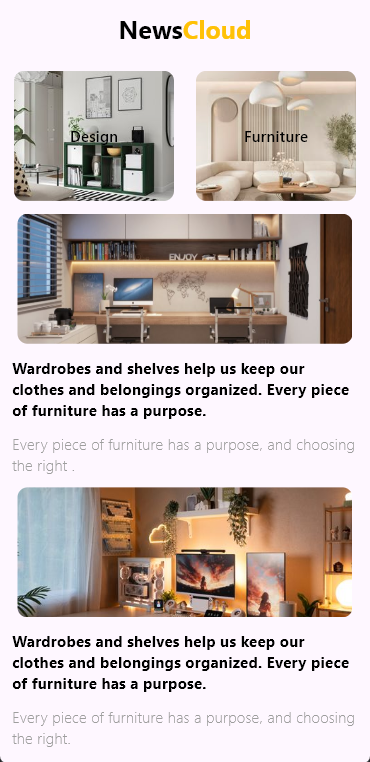 NewsCloud
Design
Furniture
ENJOY
Wardrobes and shelves help us keep our
clothes and belongings organized. Every piece
of furniture has a purpose.
Every piece of furniture has a purpose, and choosing
the right .
Wardrobes and shelves help us keep our
clothes and belongings organized. Every piece
of furniture has a purpose.
Every piece of furniture has a purpose, and choosing
the right.